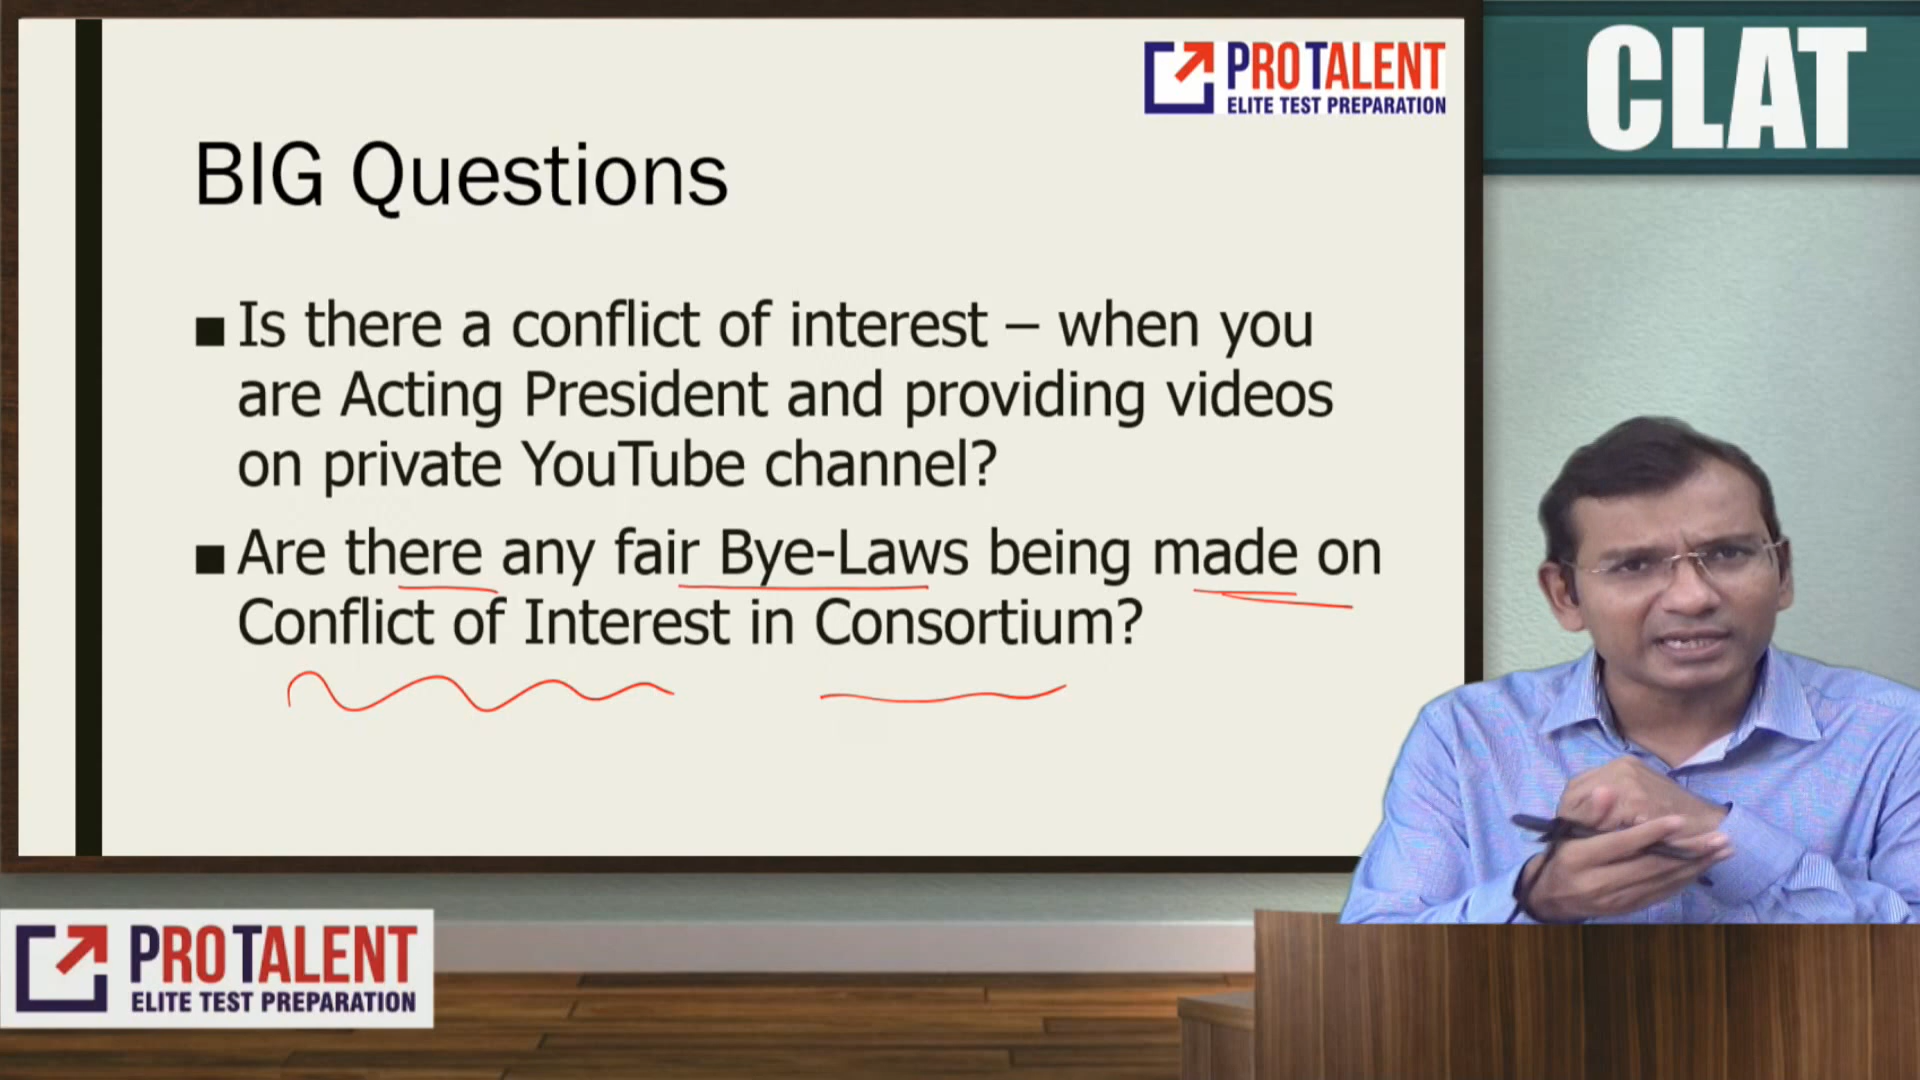 PROTALENT
ELITE TEST PREPARATION
CLAT
BIG Questions
■ Is there a conflict of interest – when you
are Acting President and providing videos
on private YouTube channel?
■ Are there any fair Bye-Laws being made on
Conflict of Interest in Consortium?
PROTALENT
ELITE TEST PREPARATION